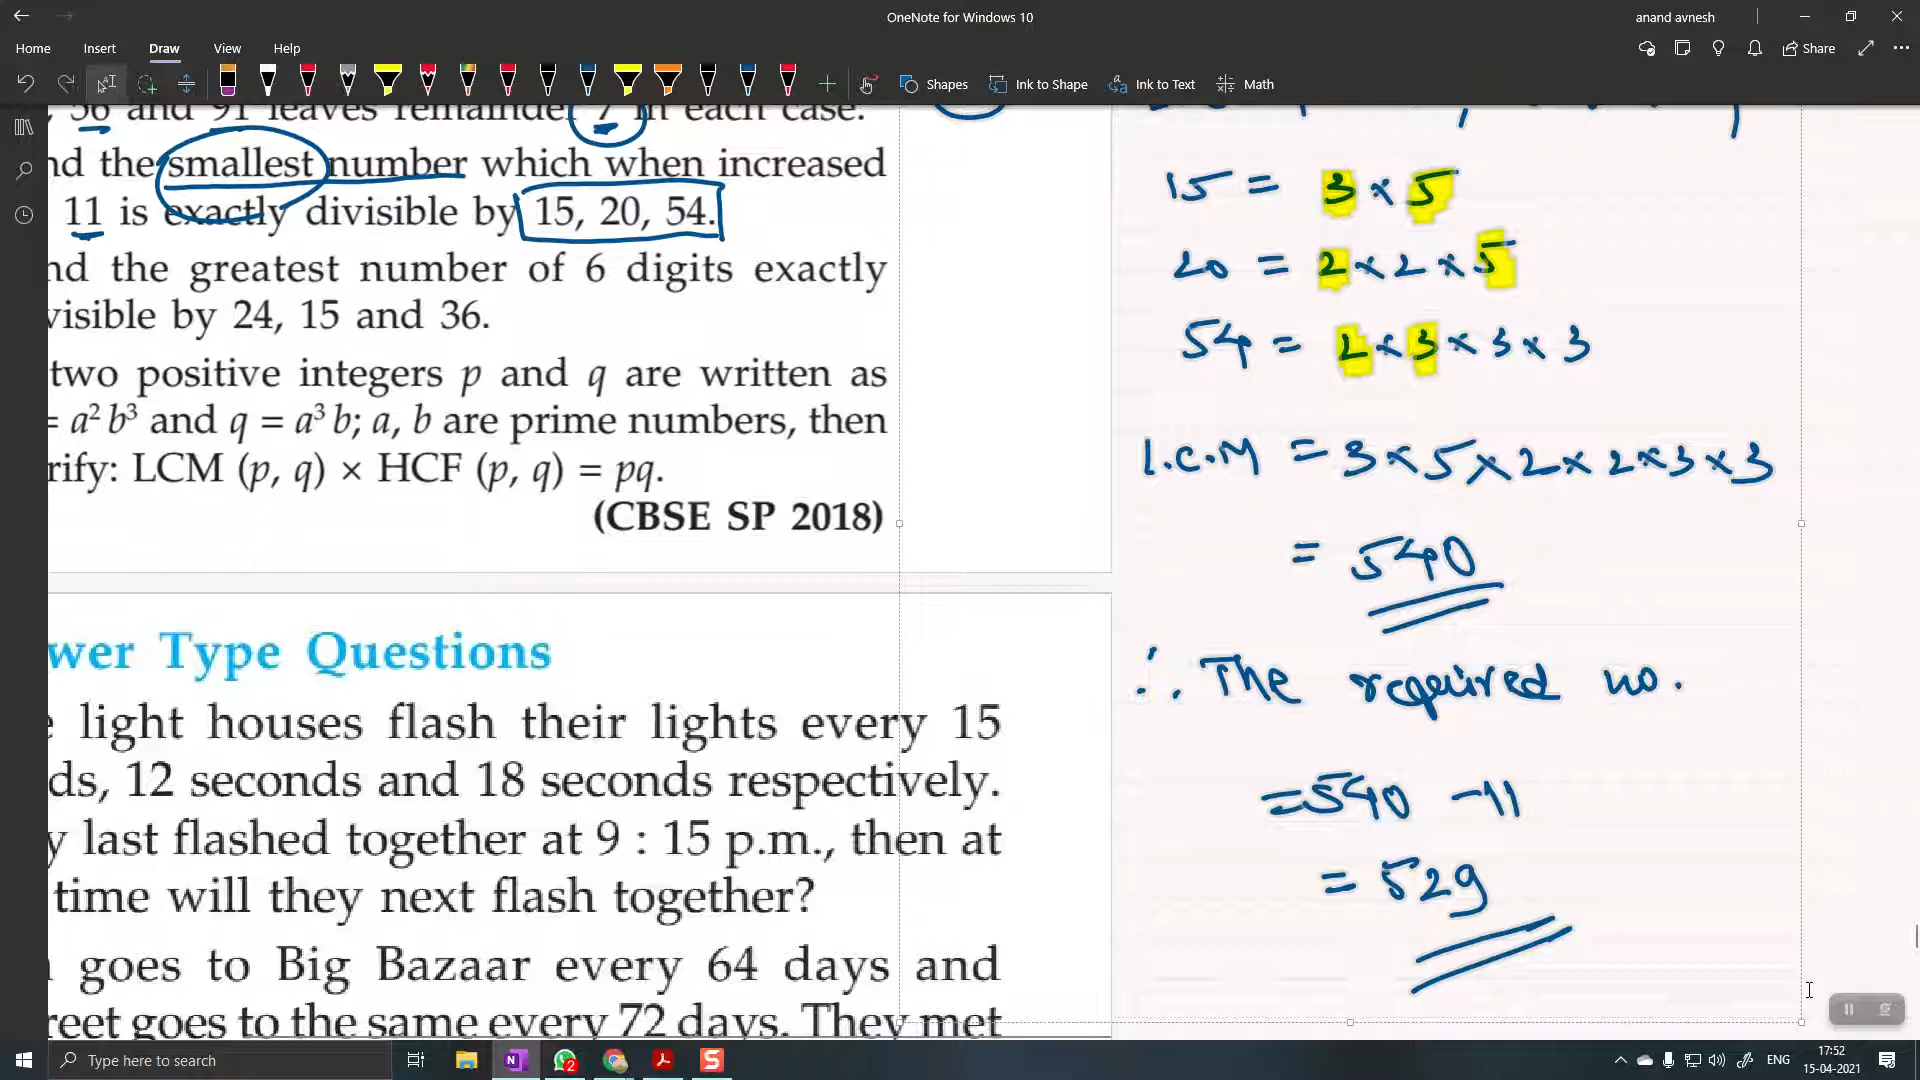 OneNote for Windows 10
anand avnesh
Home Insert Draw View Help
Share
Shapes Ink to Shape Ink to Text Math
56 and 91 leaves remainder 7 in each case.
nd the smallest number which when increased
11 is exactly divisible by 15, 20, 54.
nd the greatest number of 6 digits exactly
visible by 24, 15 and 36.
two positive integers p and q are written as
= a² b³ and q = a³ b; a, b are prime numbers, then
rify: LCM (p, q) × HCF (p, q) = pq.
(CBSE SP 2018)
wer Type Questions
e light houses flash their lights every 15
ds, 12 seconds and 18 seconds respectively.
y last flashed together at 9 : 15 p.m., then at
time will they next flash together?
goes to Big Bazaar every 64 days and
reet goes to the same every 72 days. They met
15 = 3 × 5
20 = 2 × 2 × 5
54 = 2 × 3 × 3 × 3
L.C.M = 3 × 5 × 2 × 2 × 3 × 3
= 540
∴ The required no.
= 540 - 11
= 529
Type here to search
2
ENG
17:52
15-04-2021